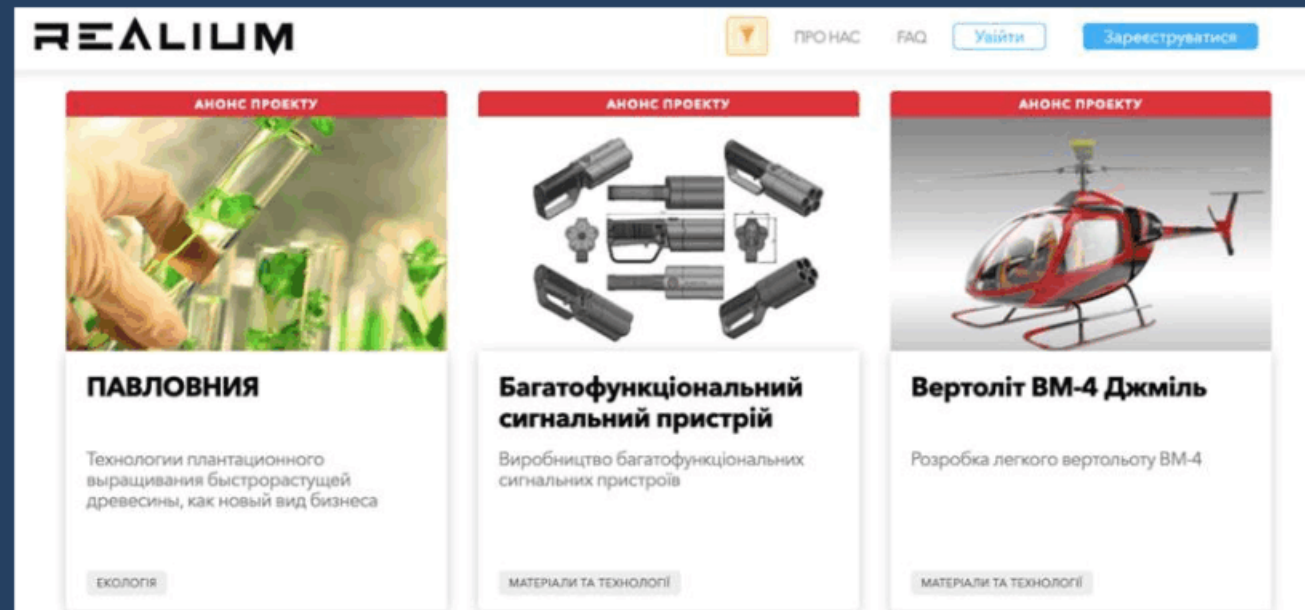 REALIUM
ПРО НАС
FAQ
Увійти
Зареєструватися
АНОНС ПРОЕКТУ
ПАВЛОВНИЯ
Технологии плантационного
выращивания быстрорастущей
древесины, как новый вид бизнеса
ЕКОЛОГІЯ
АНОНС ПРОЕКТУ
Багатофункціональний
сигнальний пристрій
Виробництво багатофункціональних
сигнальних пристроїв
МАТЕРІАЛИ ТА ТЕХНОЛОГІЇ
АНОНС ПРОЕКТУ
Вертоліт ВМ-4 Джміль
Розробка легкого вертольоту ВМ-4
МАТЕРІАЛИ ТА ТЕХНОЛОГІЇ